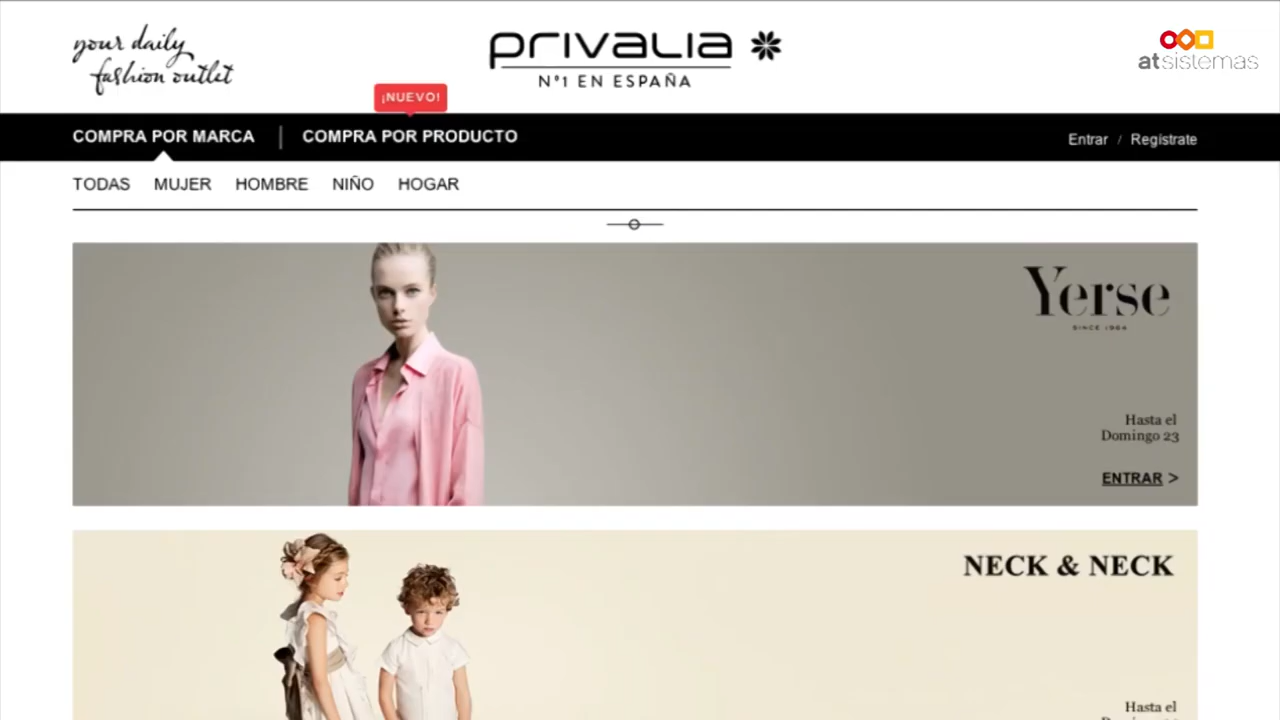 your daily
fashion outlet
privalia
Nº1 EN ESPAÑA
atsistemas
¡NUEVO!
COMPRA POR MARCA | COMPRA POR PRODUCTO
Entrar / Regístrate
TODAS MUJER HOMBRE NIÑO HOGAR
Yerse
SINCE 1964
Hasta el
Domingo 23
ENTRAR >
NECK & NECK
Hasta el